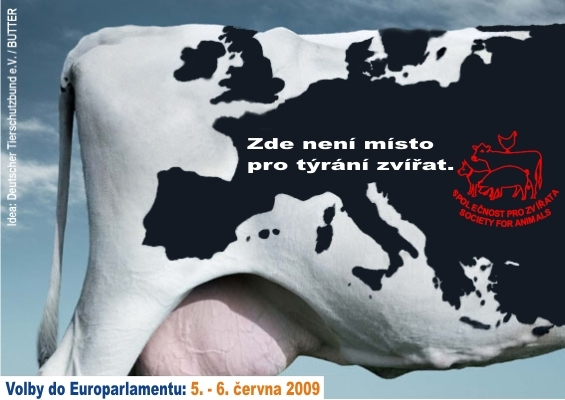 Idea: Deutscher Tierschutzbund e.V. / BUTTER
Zde není místo
pro týrání zvířat.
SPOLEČNOST PRO ZVÍŘATA
SOCIETY FOR ANIMALS
Volby do Europarlamentu: 5. - 6. června 2009